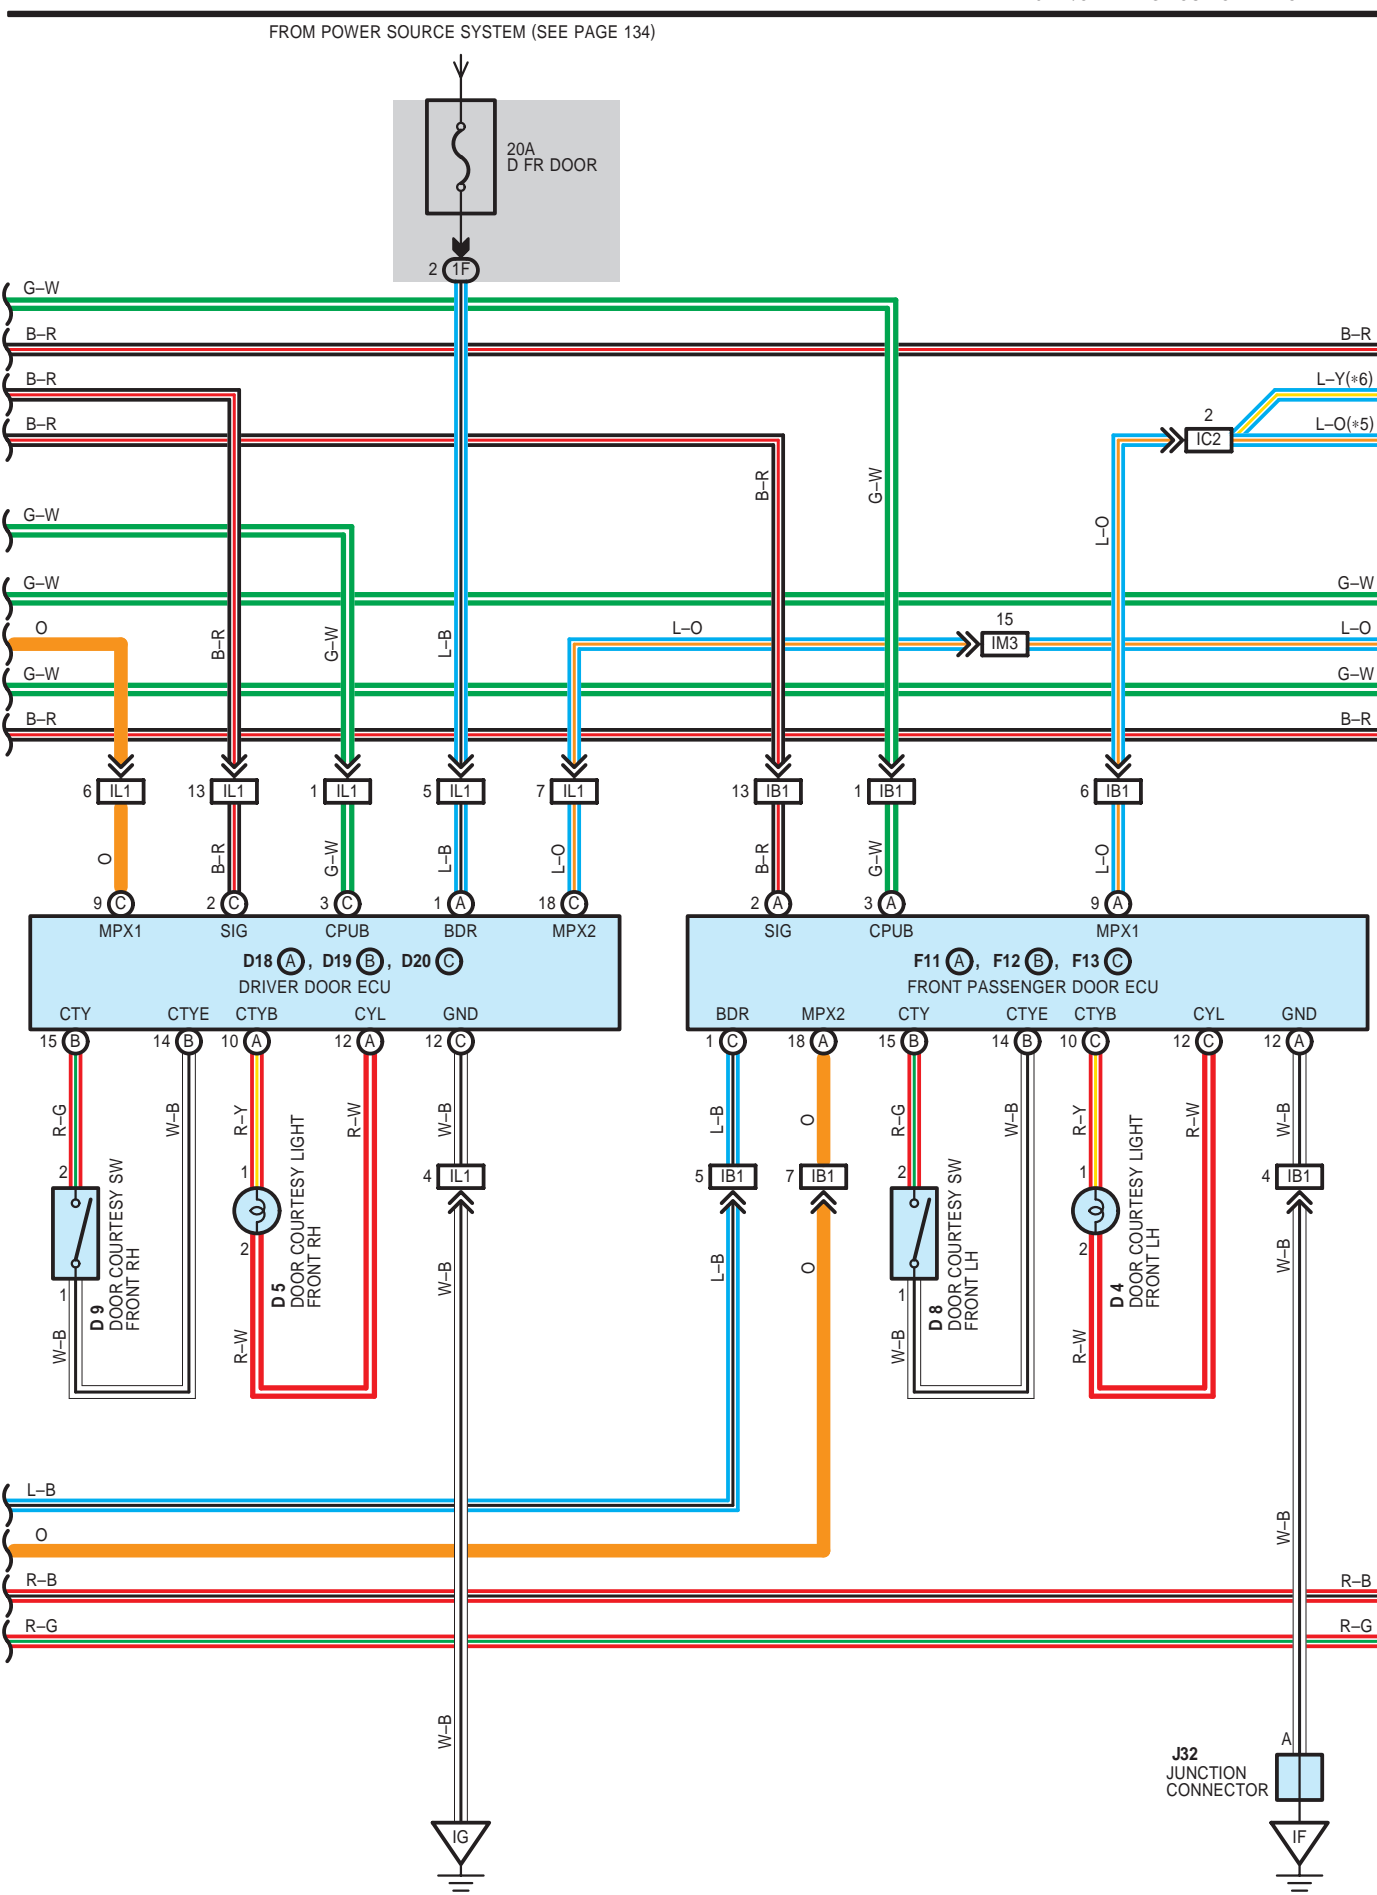 FROM POWER SOURCE SYSTEM (SEE PAGE 134)
20A
D FR DOOR
2 1F
G–W
B–R B–R
B–R L–Y(∗6)
2
B–R IC2 L–O(∗5)
B–R G–W
G–W L–O
G–W G–W
O L–O 15 IM3 L–O
B–R G–W L–B
G–W G–W
B–R B–R
6 IL1 13 IL1 1 IL1 5 IL1 7 IL1 13 IB1 1 IB1 6 IB1
O B–R G–W L–B L–O B–R G–W L–O
9 C 2 C 3 C 1 A 18 C 2 A 3 A 9 A
MPX1 SIG CPUB BDR MPX2 SIG CPUB MPX1
D18 A , D19 B , D20 C
DRIVER DOOR ECU
F11 A , F12 B , F13 C
FRONT PASSENGER DOOR ECU
CTY CTYE CTYB CYL GND BDR MPX2 CTY CTYE CTYB CYL GND
15 B 14 B 10 A 12 A 12 C 1 C 18 A 15 B 14 B 10 C 12 C 12 A
R–G W–B R–Y R–W W–B L–B O R–G W–B R–Y R–W W–B
2 1 4 IL1 5 IB1 7 IB1 2 1 4 IB1
D 9
DOOR COURTESY SW
FRONT RH
D 5
DOOR COURTESY LIGHT
FRONT RH
D 8
DOOR COURTESY SW
FRONT LH
D 4
DOOR COURTESY LIGHT
FRONT LH
1 2 1 2
W–B L–B O W–B
W–B R–W W–B R–W
L–B
O W–B
R–B R–B
R–G R–G
W–B
A
J32
JUNCTION
CONNECTOR
IG IF